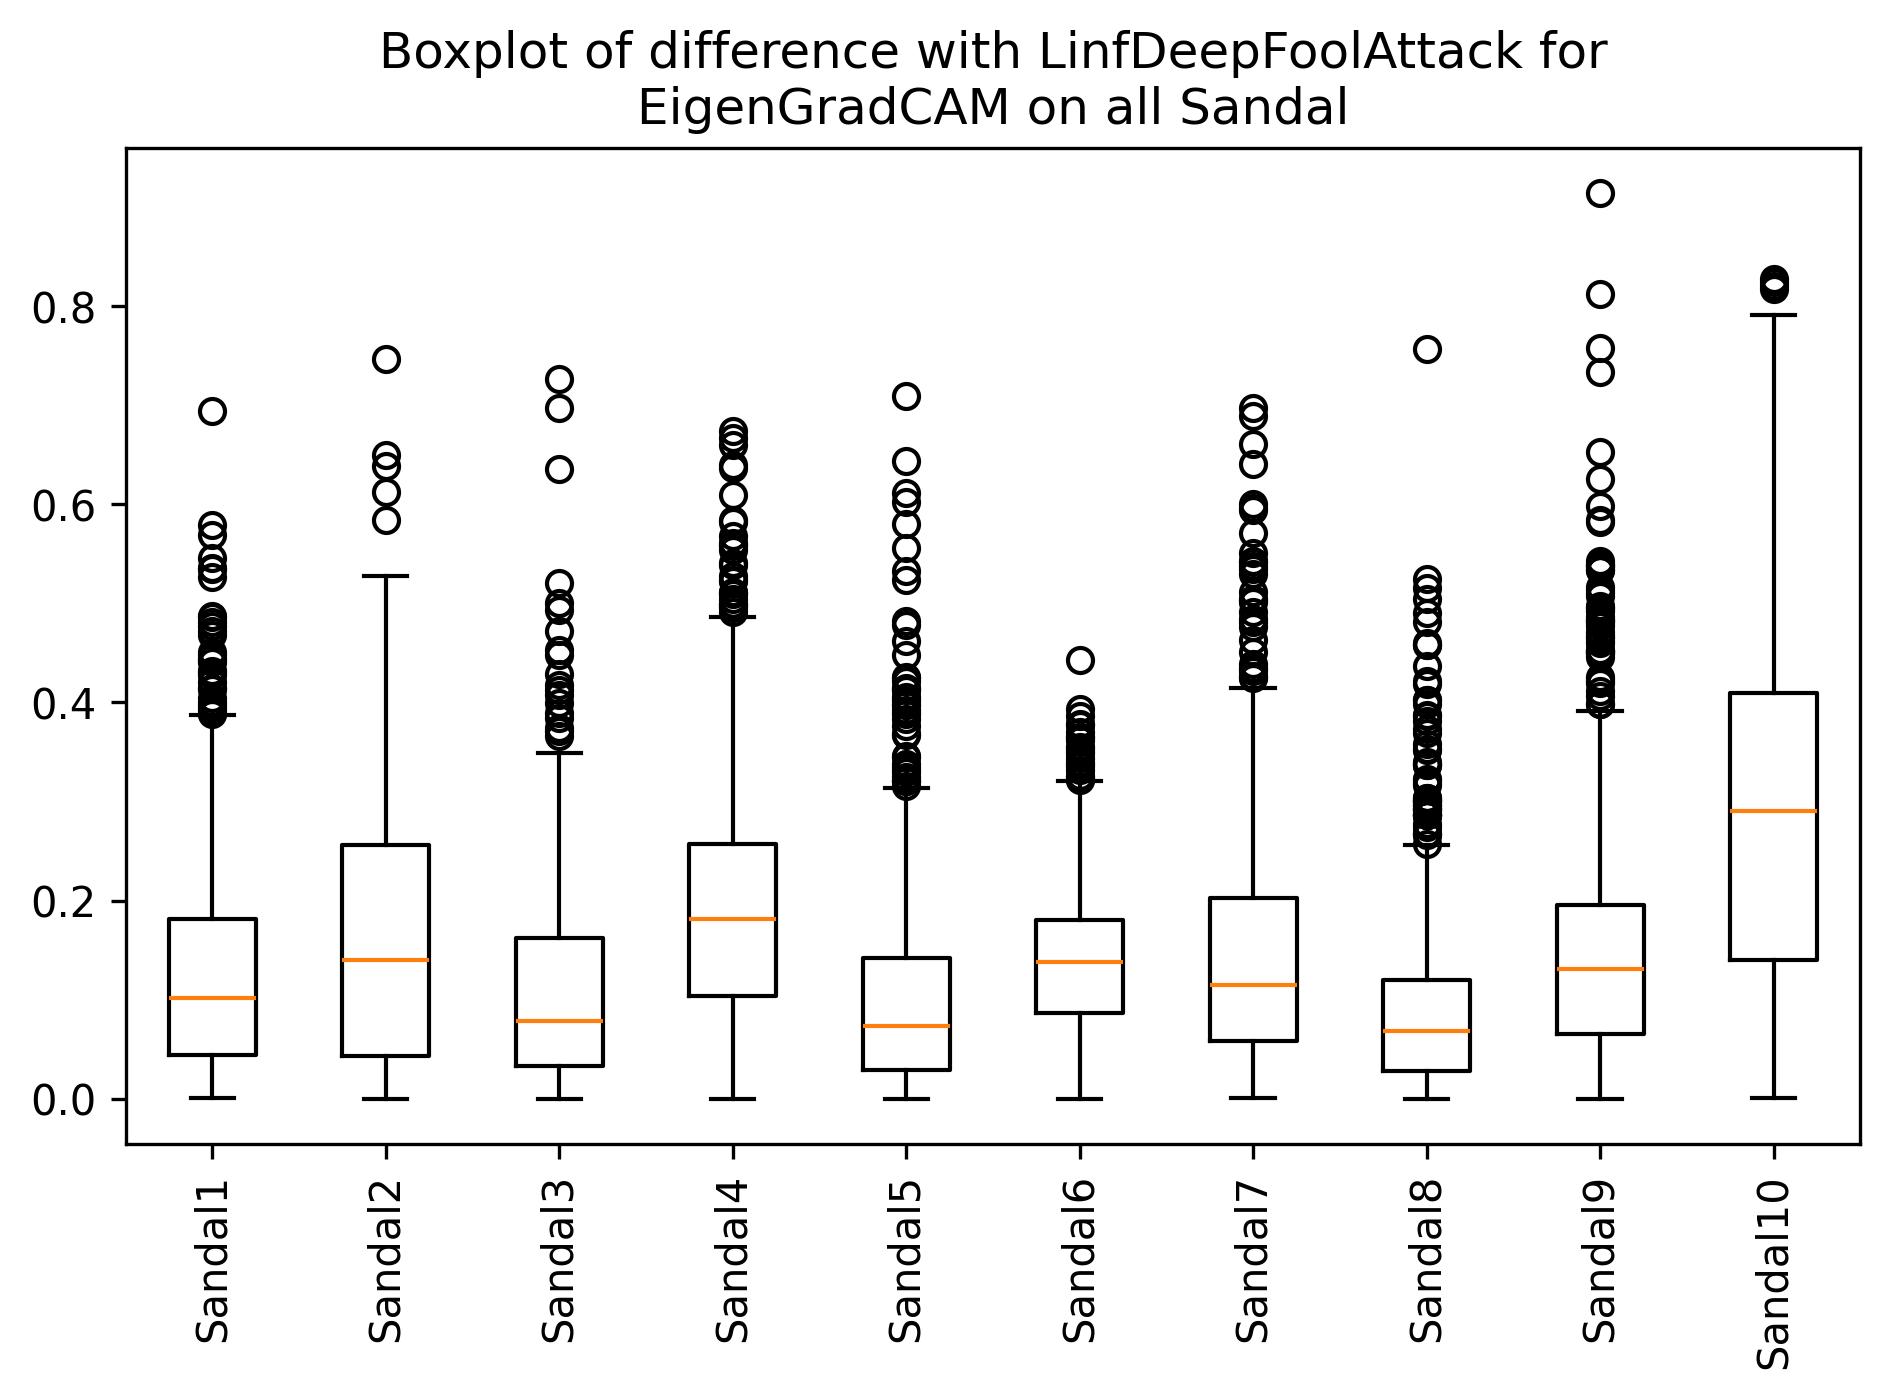 Boxplot of difference with LinfDeepFoolAttack for
EigenGradCAM on all Sandal
0.8
0.6
0.4
0.2
0.0
Sandal1
Sandal2
Sandal3
Sandal4
Sandal5
Sandal6
Sandal7
Sandal8
Sandal9
Sandal10